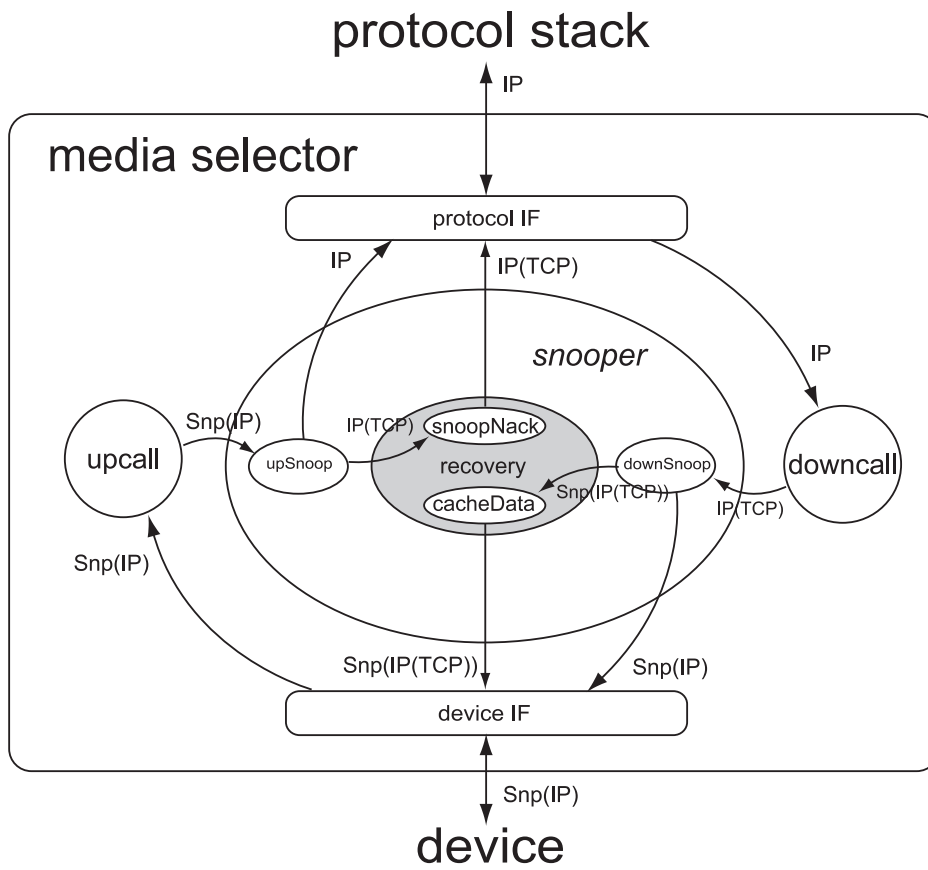 protocol stack
IP
media selector
protocol IF
IP
IP(TCP)
snooper
IP
Snp(IP)
IP(TCP)
snoopNack
upcall
upSnoop
recovery
downSnoop
downcall
Snp(IP(TCP))
cacheData
IP(TCP)
Snp(IP)
Snp(IP(TCP))
Snp(IP)
device IF
Snp(IP)
device